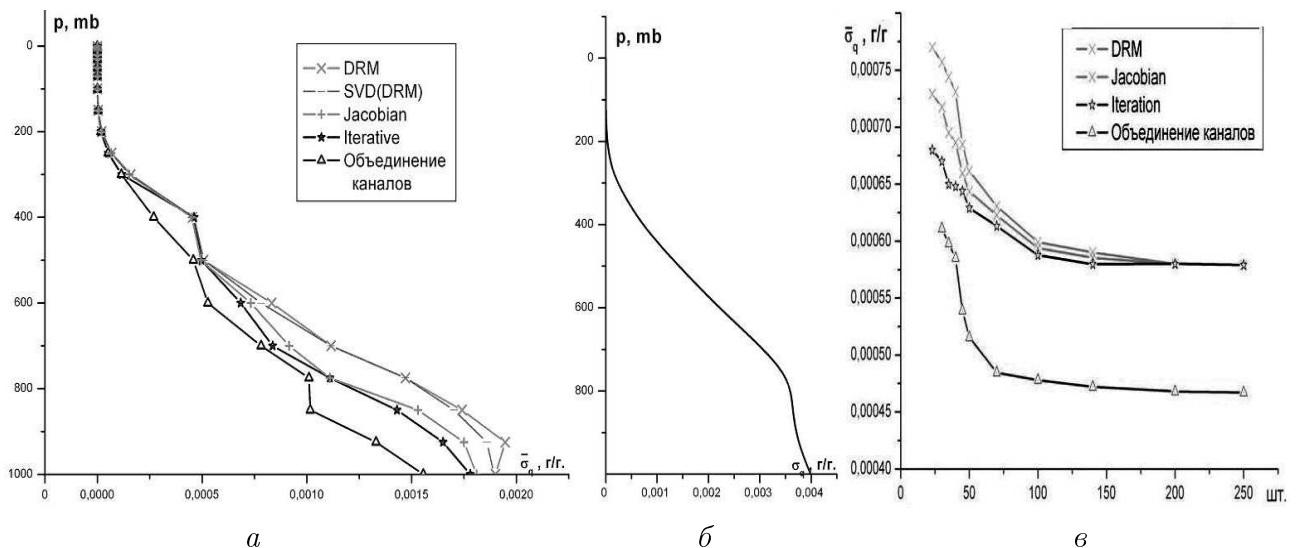 p, mb
0
200
400
600
800
1000
0
0,0000
0,0005
0,0010
0,0015
0,0020
σ̄q , г/г.
DRM
SVD(DRM)
Jacobian
Iterative
Объединение
каналов
а
p, mb
0
200
400
600
800
0
0,001
0,002
0,003
0,004
σq г/г.
б
σ̄q , г/г
0,00075
0,00070
0,00065
0,00060
0,00055
0,00050
0,00045
0,00040
0
50
100
150
200
250
шт.
DRM
Jacobian
Iteration
Объединение каналов
в